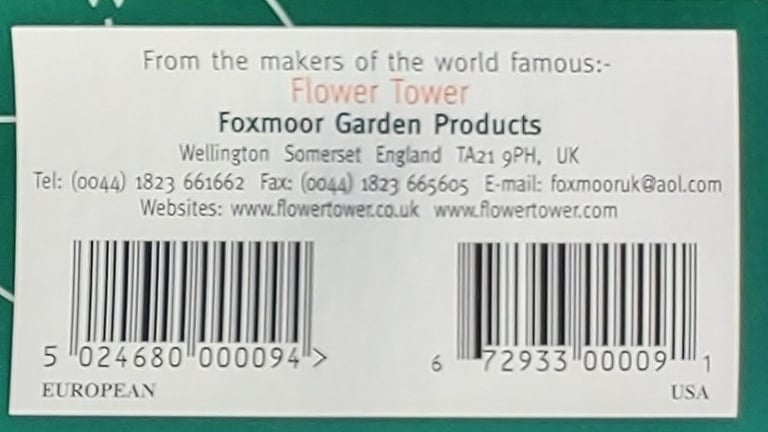 From the makers of the world famous:-
Flower Tower
Foxmoor Garden Products
Wellington Somerset England TA21 9PH, UK
Tel: (0044) 1823 661662 Fax: (0044) 1823 665605 E-mail: foxmooruk@aol.com
Websites: www.flowertower.co.uk www.flowertower.com
5 024680 000094 >
EUROPEAN
6 72933 00009 1
USA